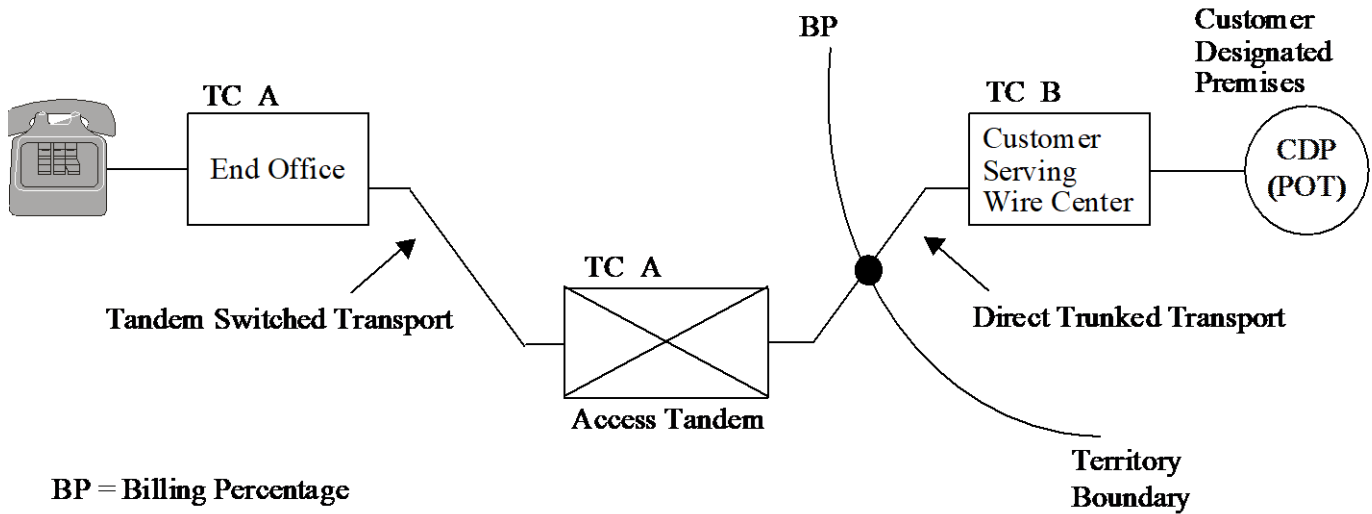 BP
Customer
Designated
Premises
TC A
TC B
End Office
Customer
Serving
Wire Center
CDP
(POT)
TC A
Tandem Switched Transport
Direct Trunked Transport
Access Tandem
Territory
Boundary
BP = Billing Percentage